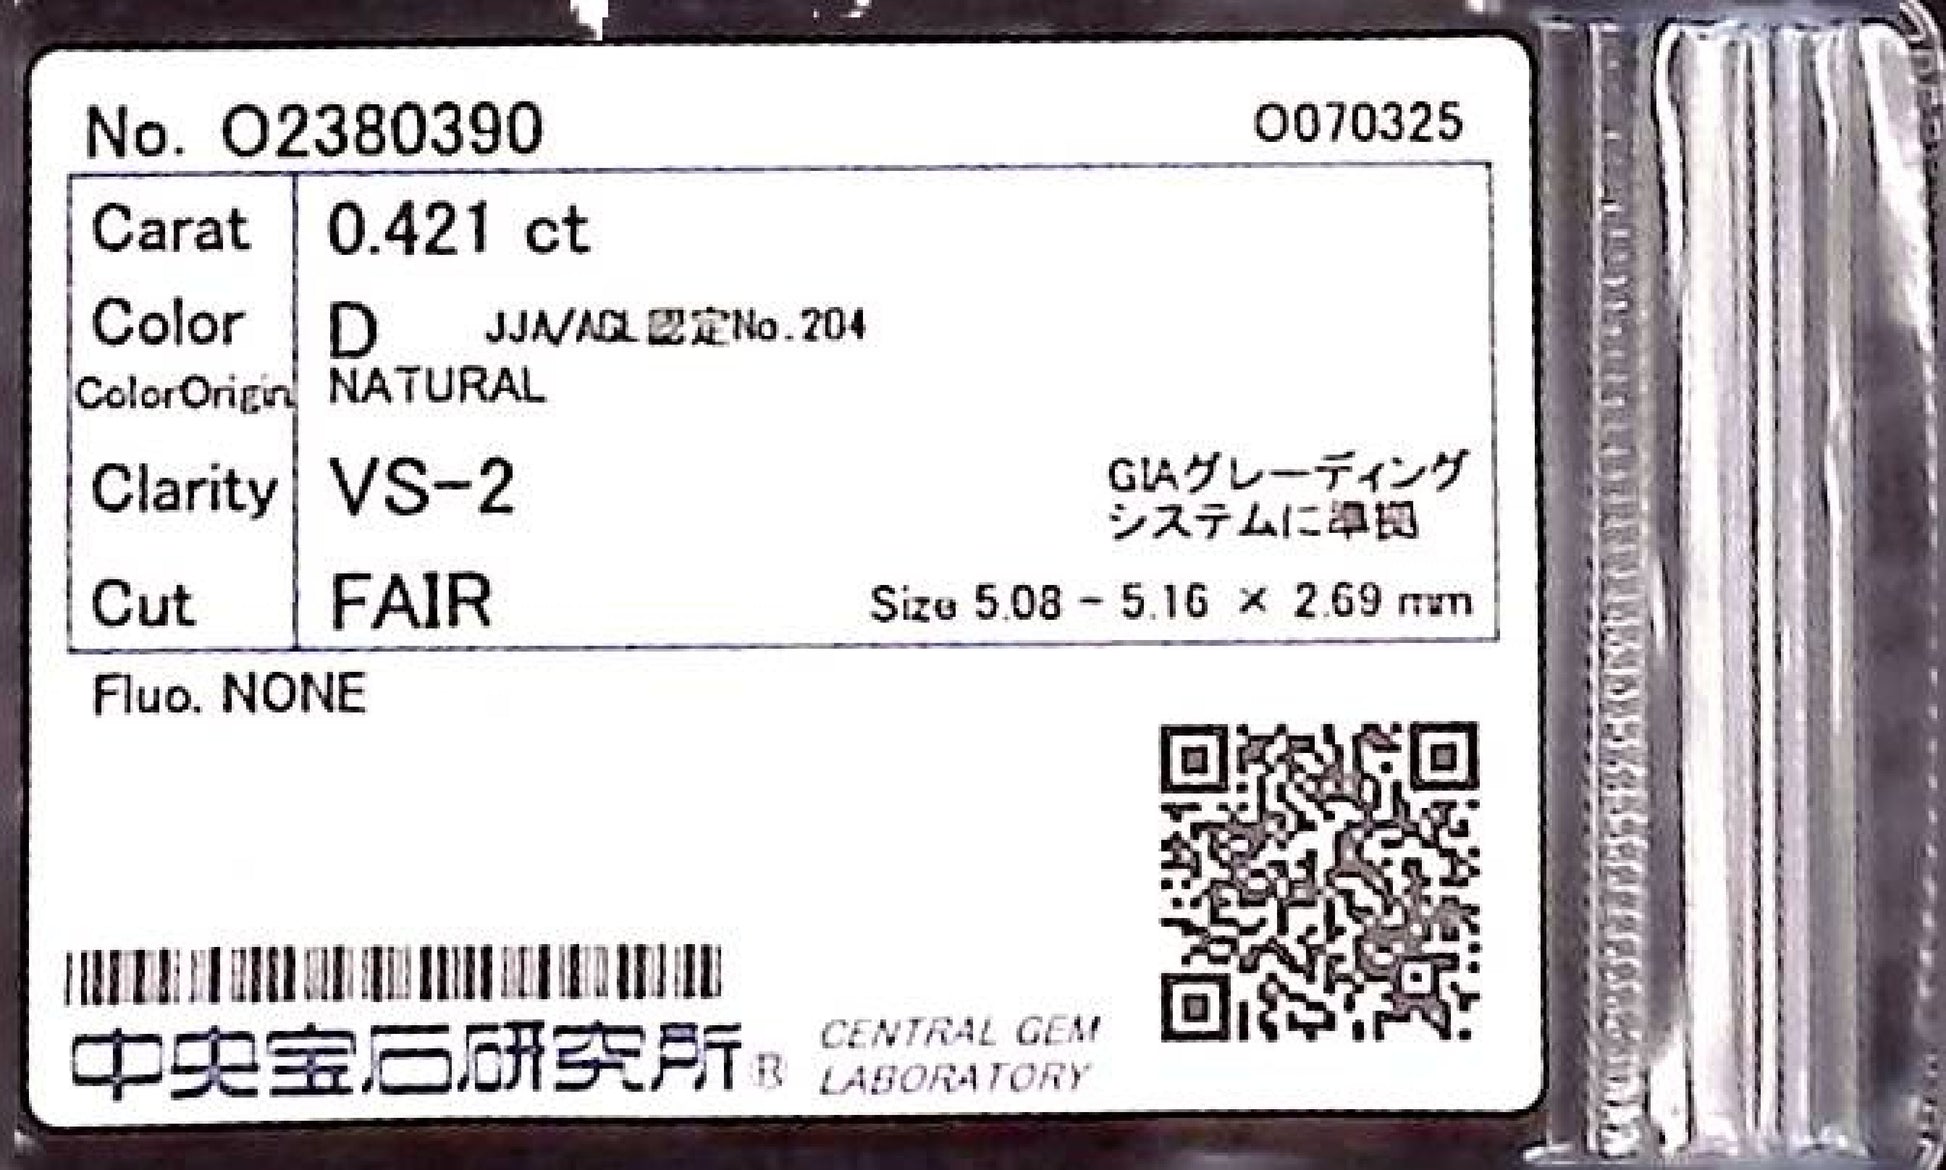 No. O2380390
O070325
Carat 0.421 ct
Color D JJA/AGL認定No.204
ColorOrigin NATURAL
Clarity VS-2
GIAグレーディング
システムに準拠
Cut FAIR Size 5.08 - 5.16 × 2.69 mm
Fluo. NONE
中央宝石研究所® CENTRAL GEM
LABORATORY